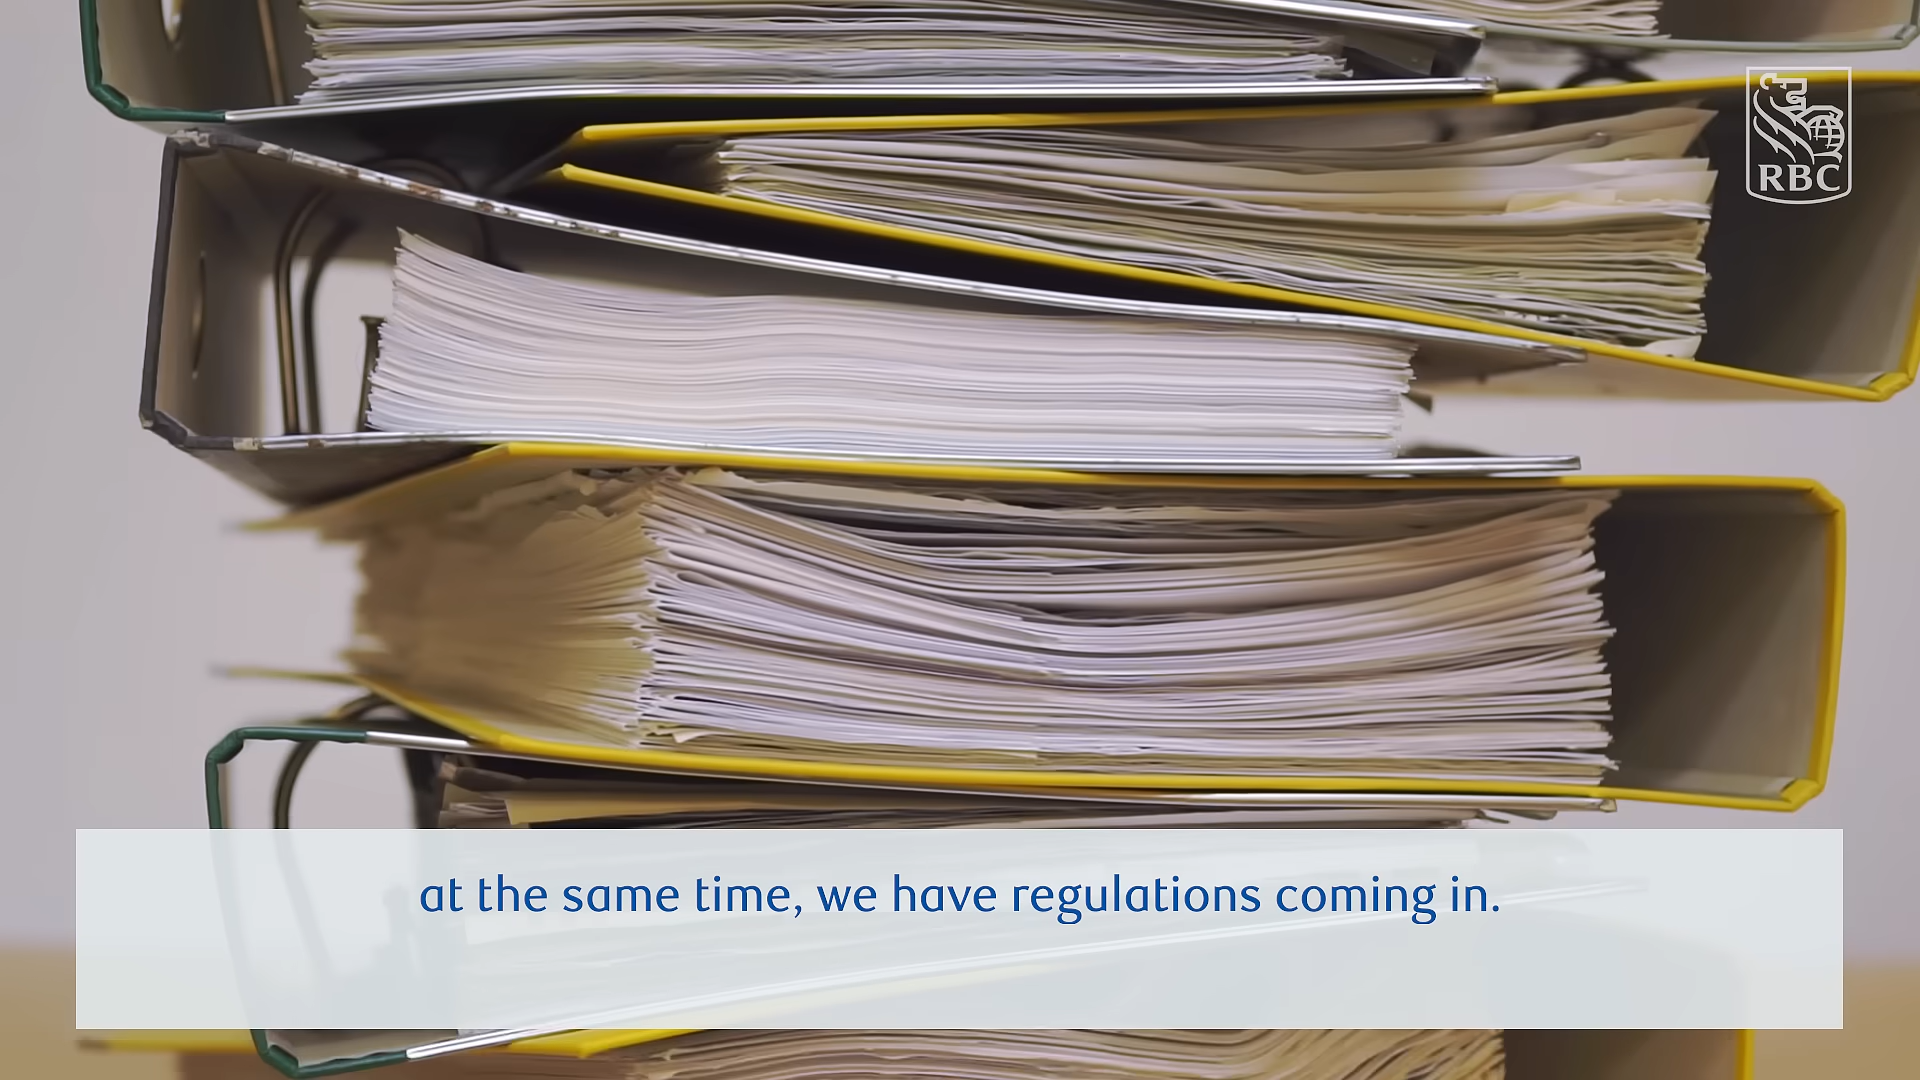 RBC
at the same time, we have regulations coming in.